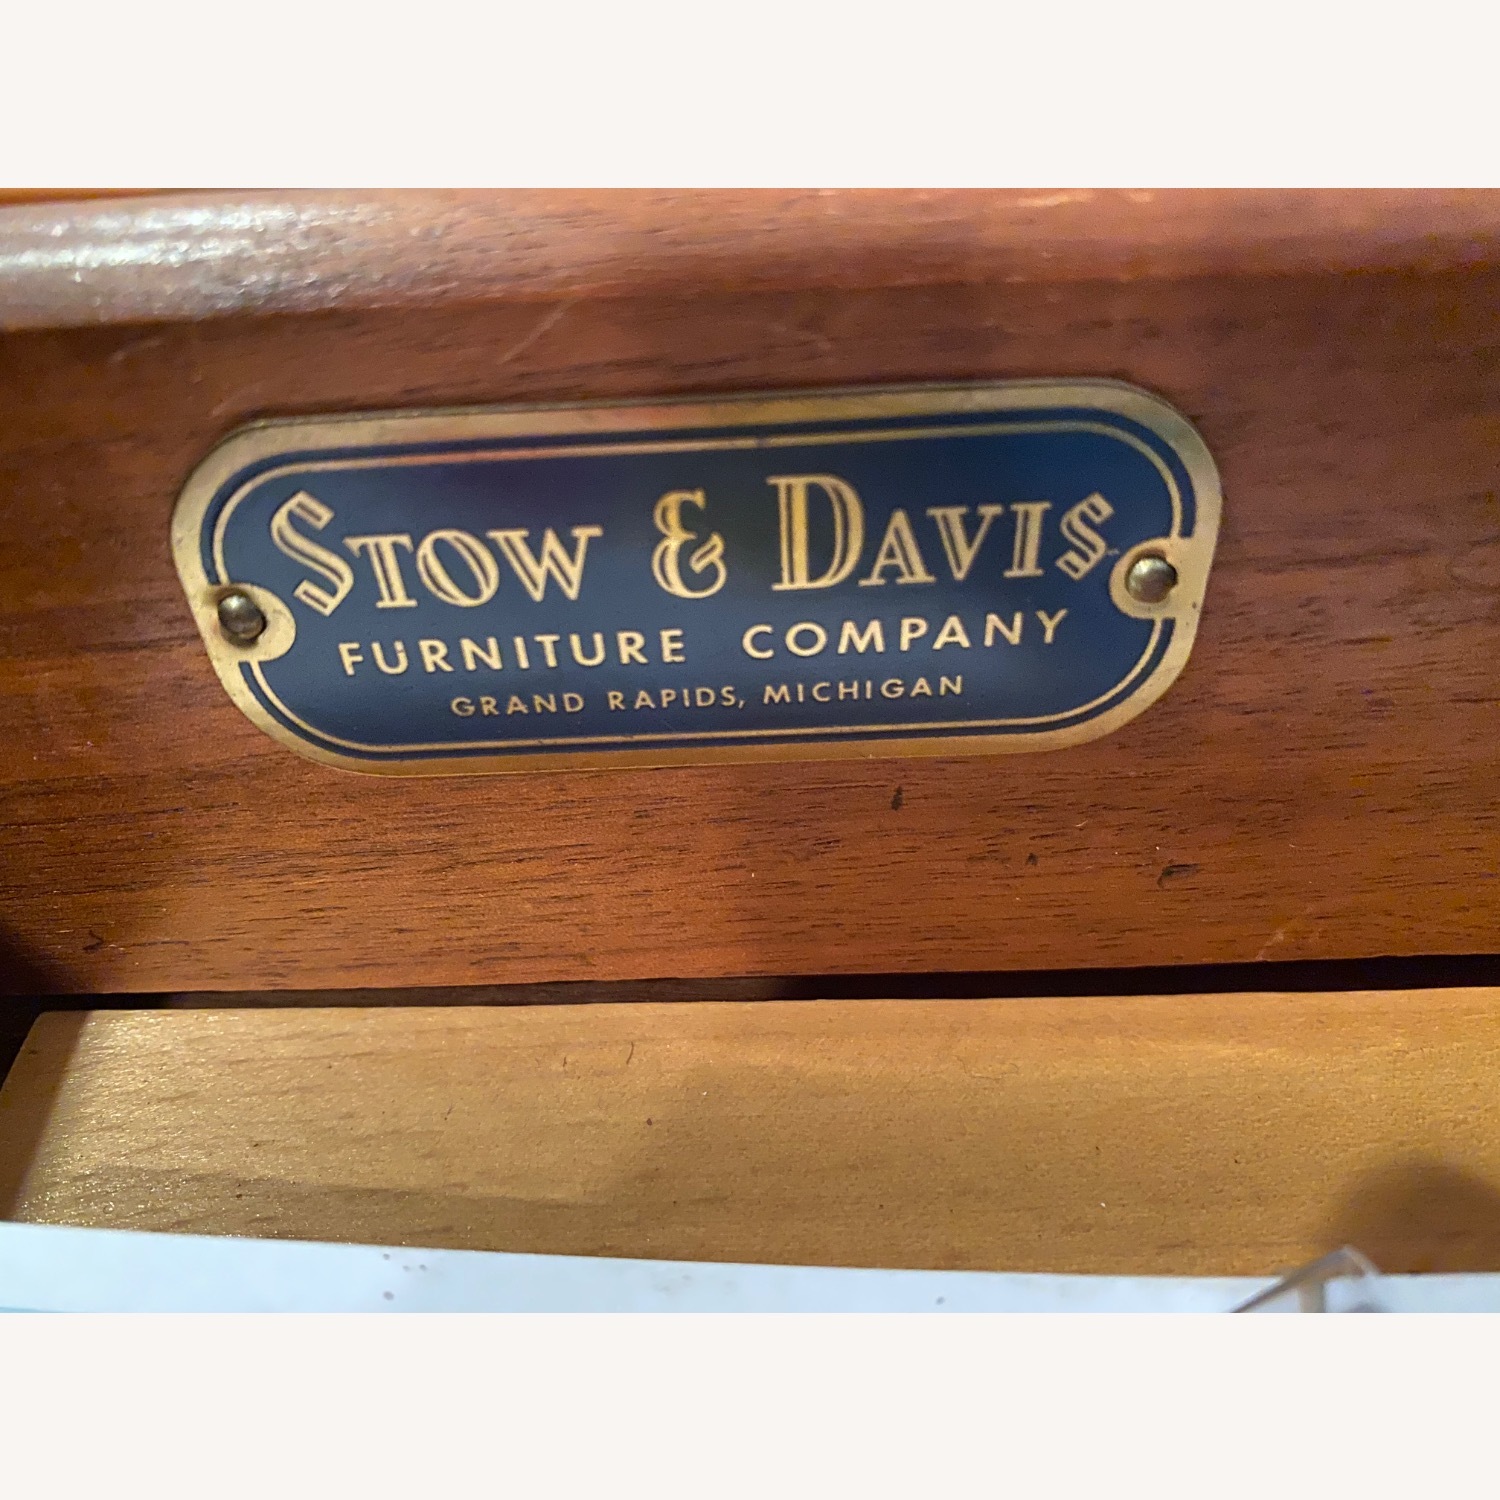 STOW & DAVIS
FURNITURE COMPANY
GRAND RAPIDS, MICHIGAN